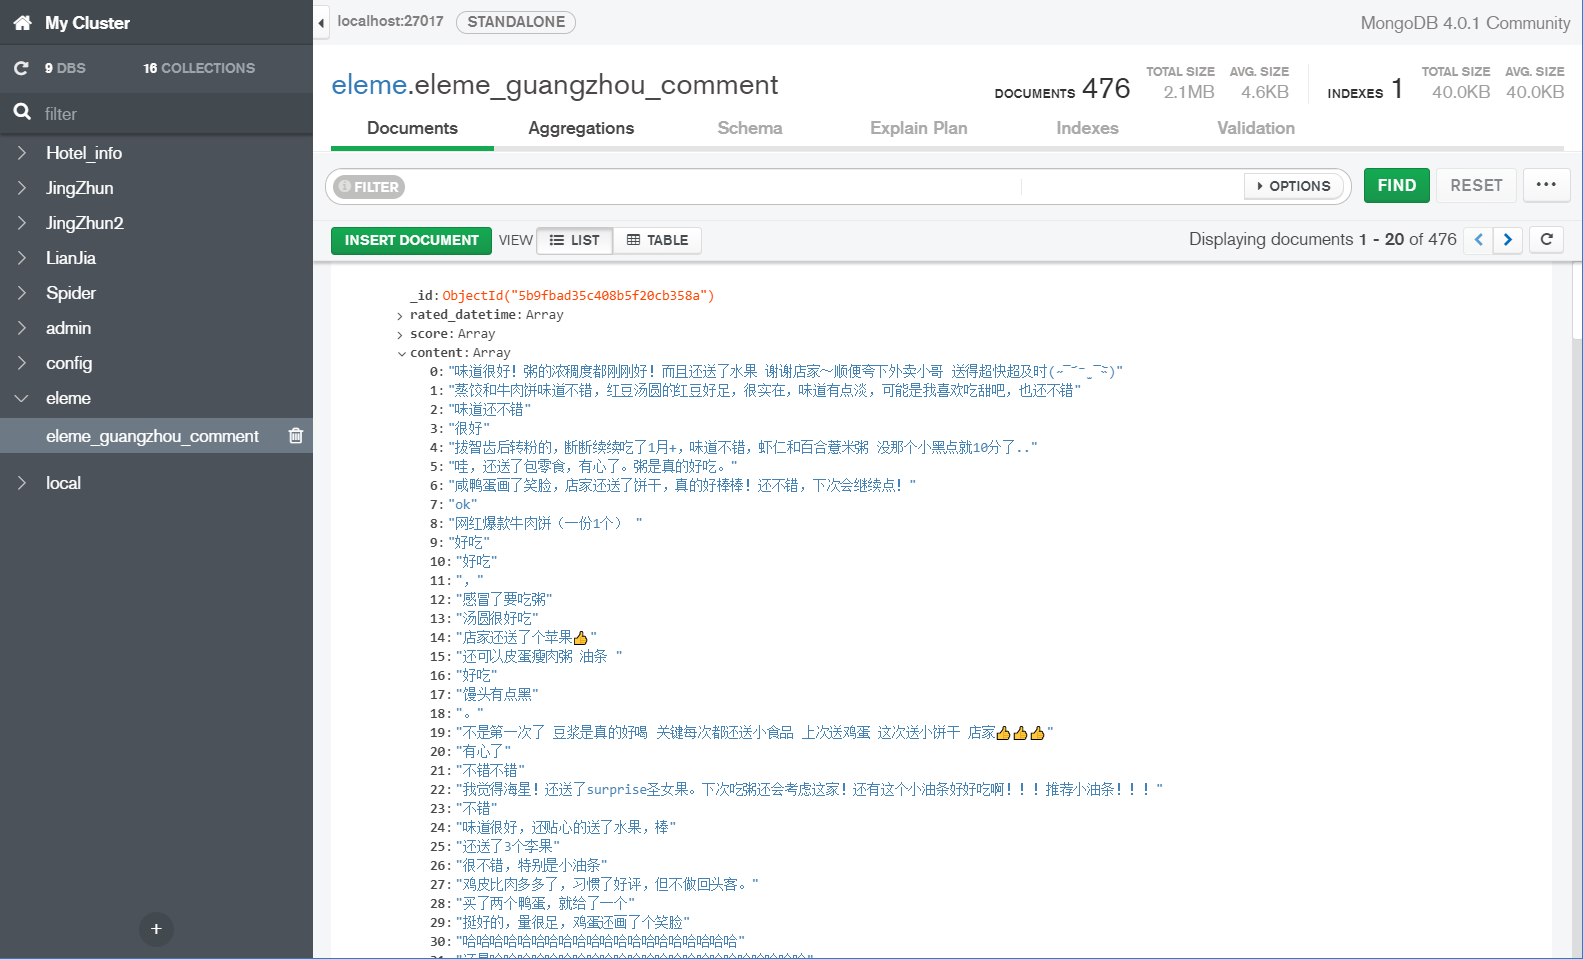 My Cluster
9 DBS 16 COLLECTIONS
filter
Hotel_info
JingZhun
JingZhun2
LianJia
Spider
admin
config
eleme
eleme_guangzhou_comment
local
+
localhost:27017 STANDALONE MongoDB 4.0.1 Community
eleme.eleme_guangzhou_comment
DOCUMENTS 476 TOTAL SIZE 2.1MB AVG. SIZE 4.6KB INDEXES 1 TOTAL SIZE 40.0KB AVG. SIZE 40.0KB
Documents Aggregations Schema Explain Plan Indexes Validation
FILTER OPTIONS FIND RESET ...
INSERT DOCUMENT VIEW LIST TABLE Displaying documents 1 - 20 of 476
_id: ObjectId("5b9fbad35c408b5f20cb358a")
rated_datetime: Array
score: Array
content: Array
0: "味道很好！粥的浓稠度都刚刚好！而且还送了水果 谢谢店家～顺便夸下外卖小哥 送得超快超及时
1: "蒸饺和牛肉饼味道不错，红豆汤圆的红豆好足，很实在，味道有点淡，可能是我喜欢吃甜吧，也还不错"
2: "味道还不错"
3: "很好"
4: "拔智齿后转粉的，断断续续吃了1月+，味道不错，虾仁和百合薏米粥 没那个小黑点就10分了.."
5: "哇，还送了包零食，有心了。粥是真的好吃。"
6: "咸鸭蛋画了笑脸，店家还送了饼干，真的好棒棒！还不错，下次会继续点！"
7: "ok"
8: "网红爆款牛肉饼（一份1个） "
9: "好吃"
10: "好吃"
11: "，"
12: "感冒了要吃粥"
13: "汤圆很好吃"
14: "店家还送了个苹果👍"
15: "还可以皮蛋瘦肉粥 油条 "
16: "好吃"
17: "馒头有点黑"
18: "。"
19: "不是第一次了 豆浆是真的好喝 关键每次都还送小食品 上次送鸡蛋 这次送小饼干 店家👍👍👍"
20: "有心了"
21: "不错不错"
22: "我觉得海星！还送了surprise圣女果。下次吃粥还会考虑这家！还有这个小油条好好吃啊！！！推荐小油条！！！"
23: "不错"
24: "味道很好，还贴心的送了水果，棒"
25: "还送了3个李果"
26: "很不错，特别是小油条"
27: "鸡皮比肉多多了，习惯了好评，但不做回头客。"
28: "买了两个鸭蛋，就给了一个"
29: "挺好的，量很足，鸡蛋还画了个笑脸"
30: "哈哈哈哈哈哈哈哈哈哈哈哈哈哈哈哈哈哈哈哈"